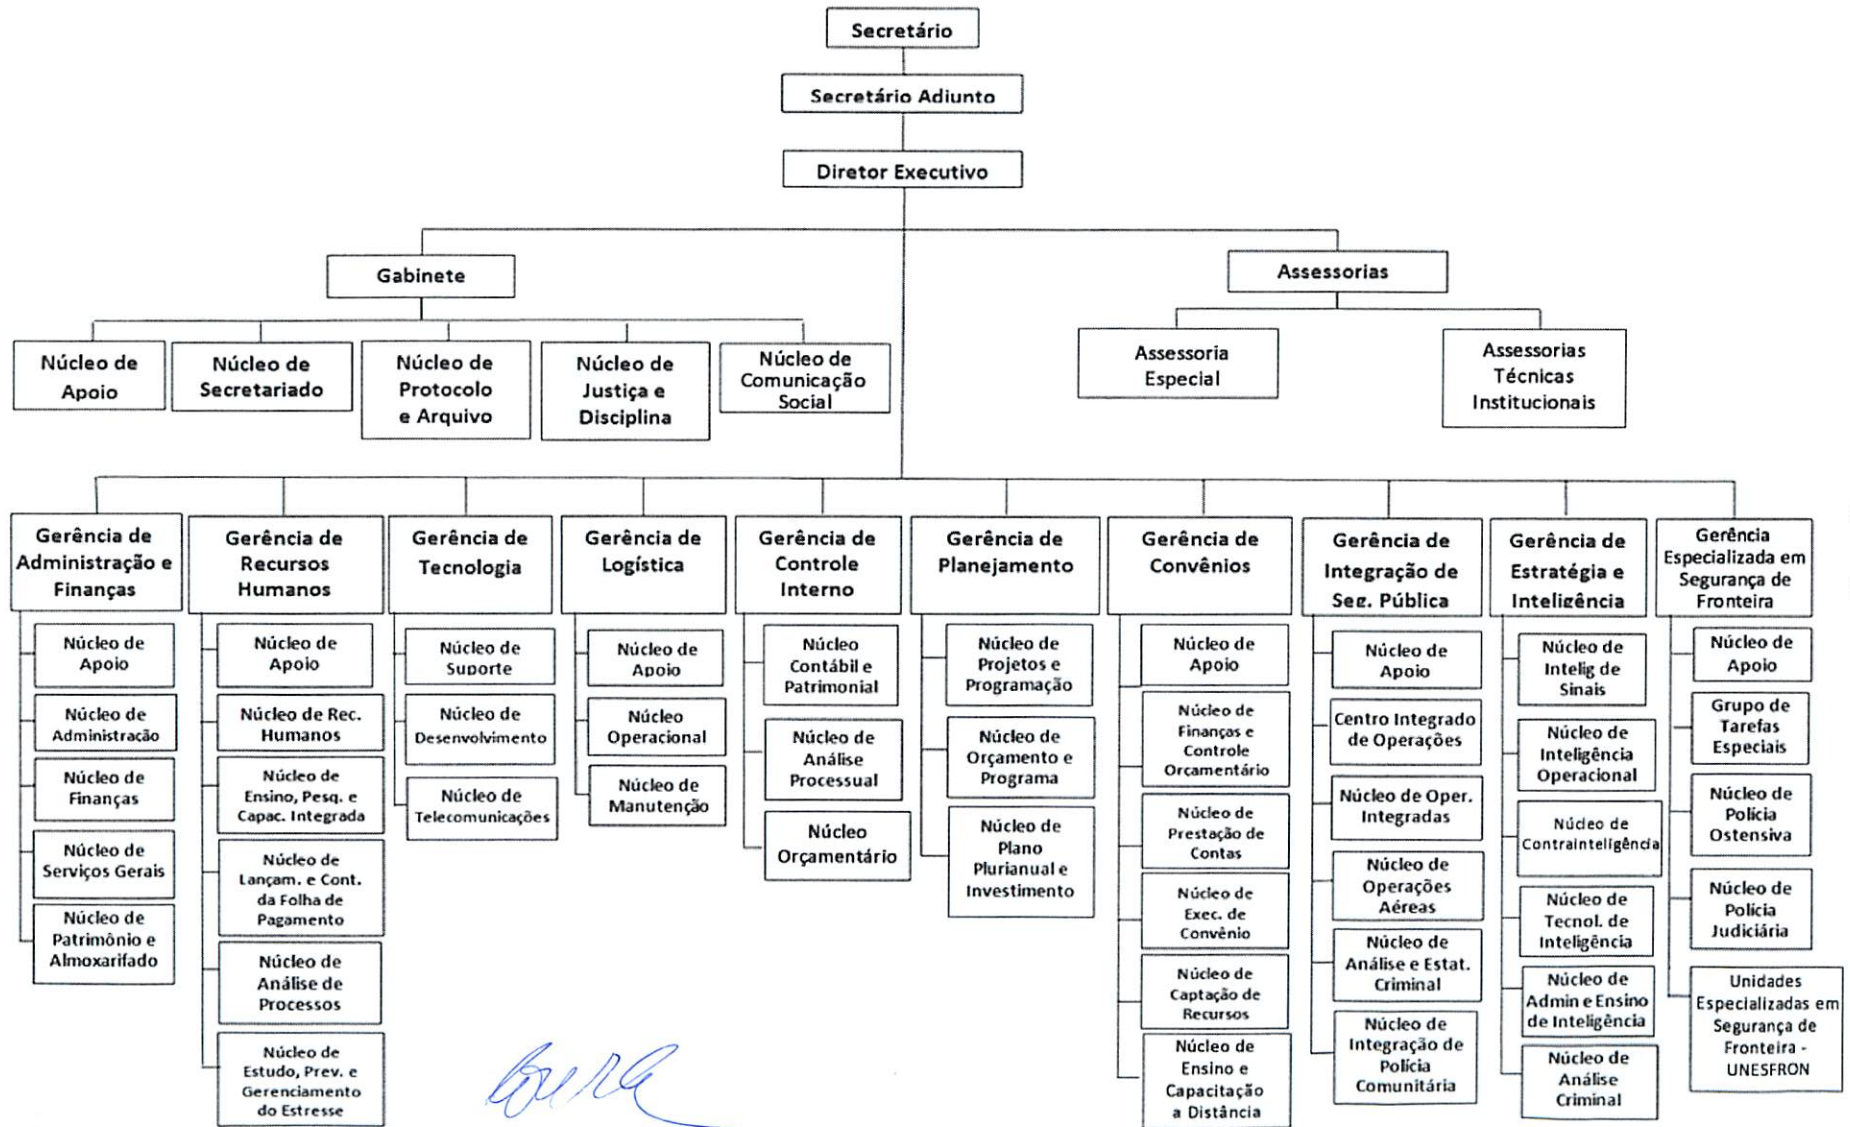 Secretário
Secretário Adiunto
Diretor Executivo
Gabinete
Assessorias
Núcleo de
Apoio
Núcleo de
Secretariado
Núcleo de
Protocolo
e Arquivo
Núcleo de
Justiça e
Disciplina
Núcleo de
Comunicação
Social
Assessoria
Especial
Assessorias
Técnicas
Institucionais
Gerência de
Administração e
Finanças
Núcleo de
Apoio
Núcleo de
Administração
Núcleo de
Finanças
Núcleo de
Serviços Gerais
Núcleo de
Patrimônio e
Almoxarifado
Gerência de
Recursos
Humanos
Núcleo de
Apoio
Núcleo de Rec.
Humanos
Núcleo de
Ensino, Pesq. e
Capac. Integrada
Núcleo de
Lançam. e Cont.
da Folha de
Pagamento
Núcleo de
Análise de
Processos
Núcleo de
Estudo, Prev. e
Gerenciamento
do Estresse
Gerência de
Tecnologia
Núcleo de
Suporte
Núcleo de
Desenvolvimento
Núcleo de
Telecomunicações
Gerência de
Logística
Núcleo de
Apoio
Núcleo
Operacional
Núcleo de
Manutenção
Gerência de
Controle
Interno
Núcleo
Contábil e
Patrimonial
Núcleo de
Análise
Processual
Núcleo
Orçamentário
Gerência de
Planejamento
Núcleo de
Projetos e
Programação
Núcleo de
Orçamento e
Programa
Núcleo de
Plano
Plurianual e
Investimento
Gerência de
Convênios
Núcleo de
Apoio
Núcleo de
Finanças e
Controle
Orçamentário
Núcleo de
Prestação de
Contas
Núcleo de
Exec. de
Convênio
Núcleo de
Captação de
Recursos
Núcleo de
Ensino e
Capacitação
a Distância
Gerência de
Integração de
Seg. Pública
Núcleo de
Apoio
Centro Integrado
de Operações
Núcleo de Oper.
Integradas
Núcleo de
Operações
Aéreas
Núcleo de
Análise e Estat.
Criminal
Núcleo de
Integração de
Polícia
Comunitária
Gerência de
Estratégia e
Inteligência
Núcleo de
Intelig de
Sinais
Núcleo de
Inteligência
Operacional
Núcleo de
Contrainteligência
Núcleo de
Tecnol. de
Inteligência
Núcleo de
Admin e Ensino
de Inteligência
Núcleo de
Análise
Criminal
Gerência
Especializada em
Segurança de
Fronteira
Núcleo de
Apoio
Grupo de
Tarefas
Especiais
Núcleo de
Polícia
Ostensiva
Núcleo de
Polícia
Judiciária
Unidades
Especializadas em
Segurança de
Fronteira -
UNESFRON